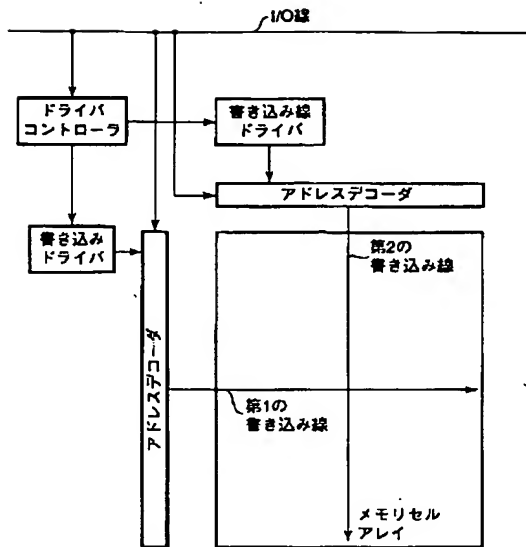 I/O線
ドライバ
コントローラ
書き込み線
ドライバ
アドレスデコーダ
書き込み
ドライバ
アドレスデコーダ
第2の
書き込み線
第1の
書き込み線
メモリセル
アレイ